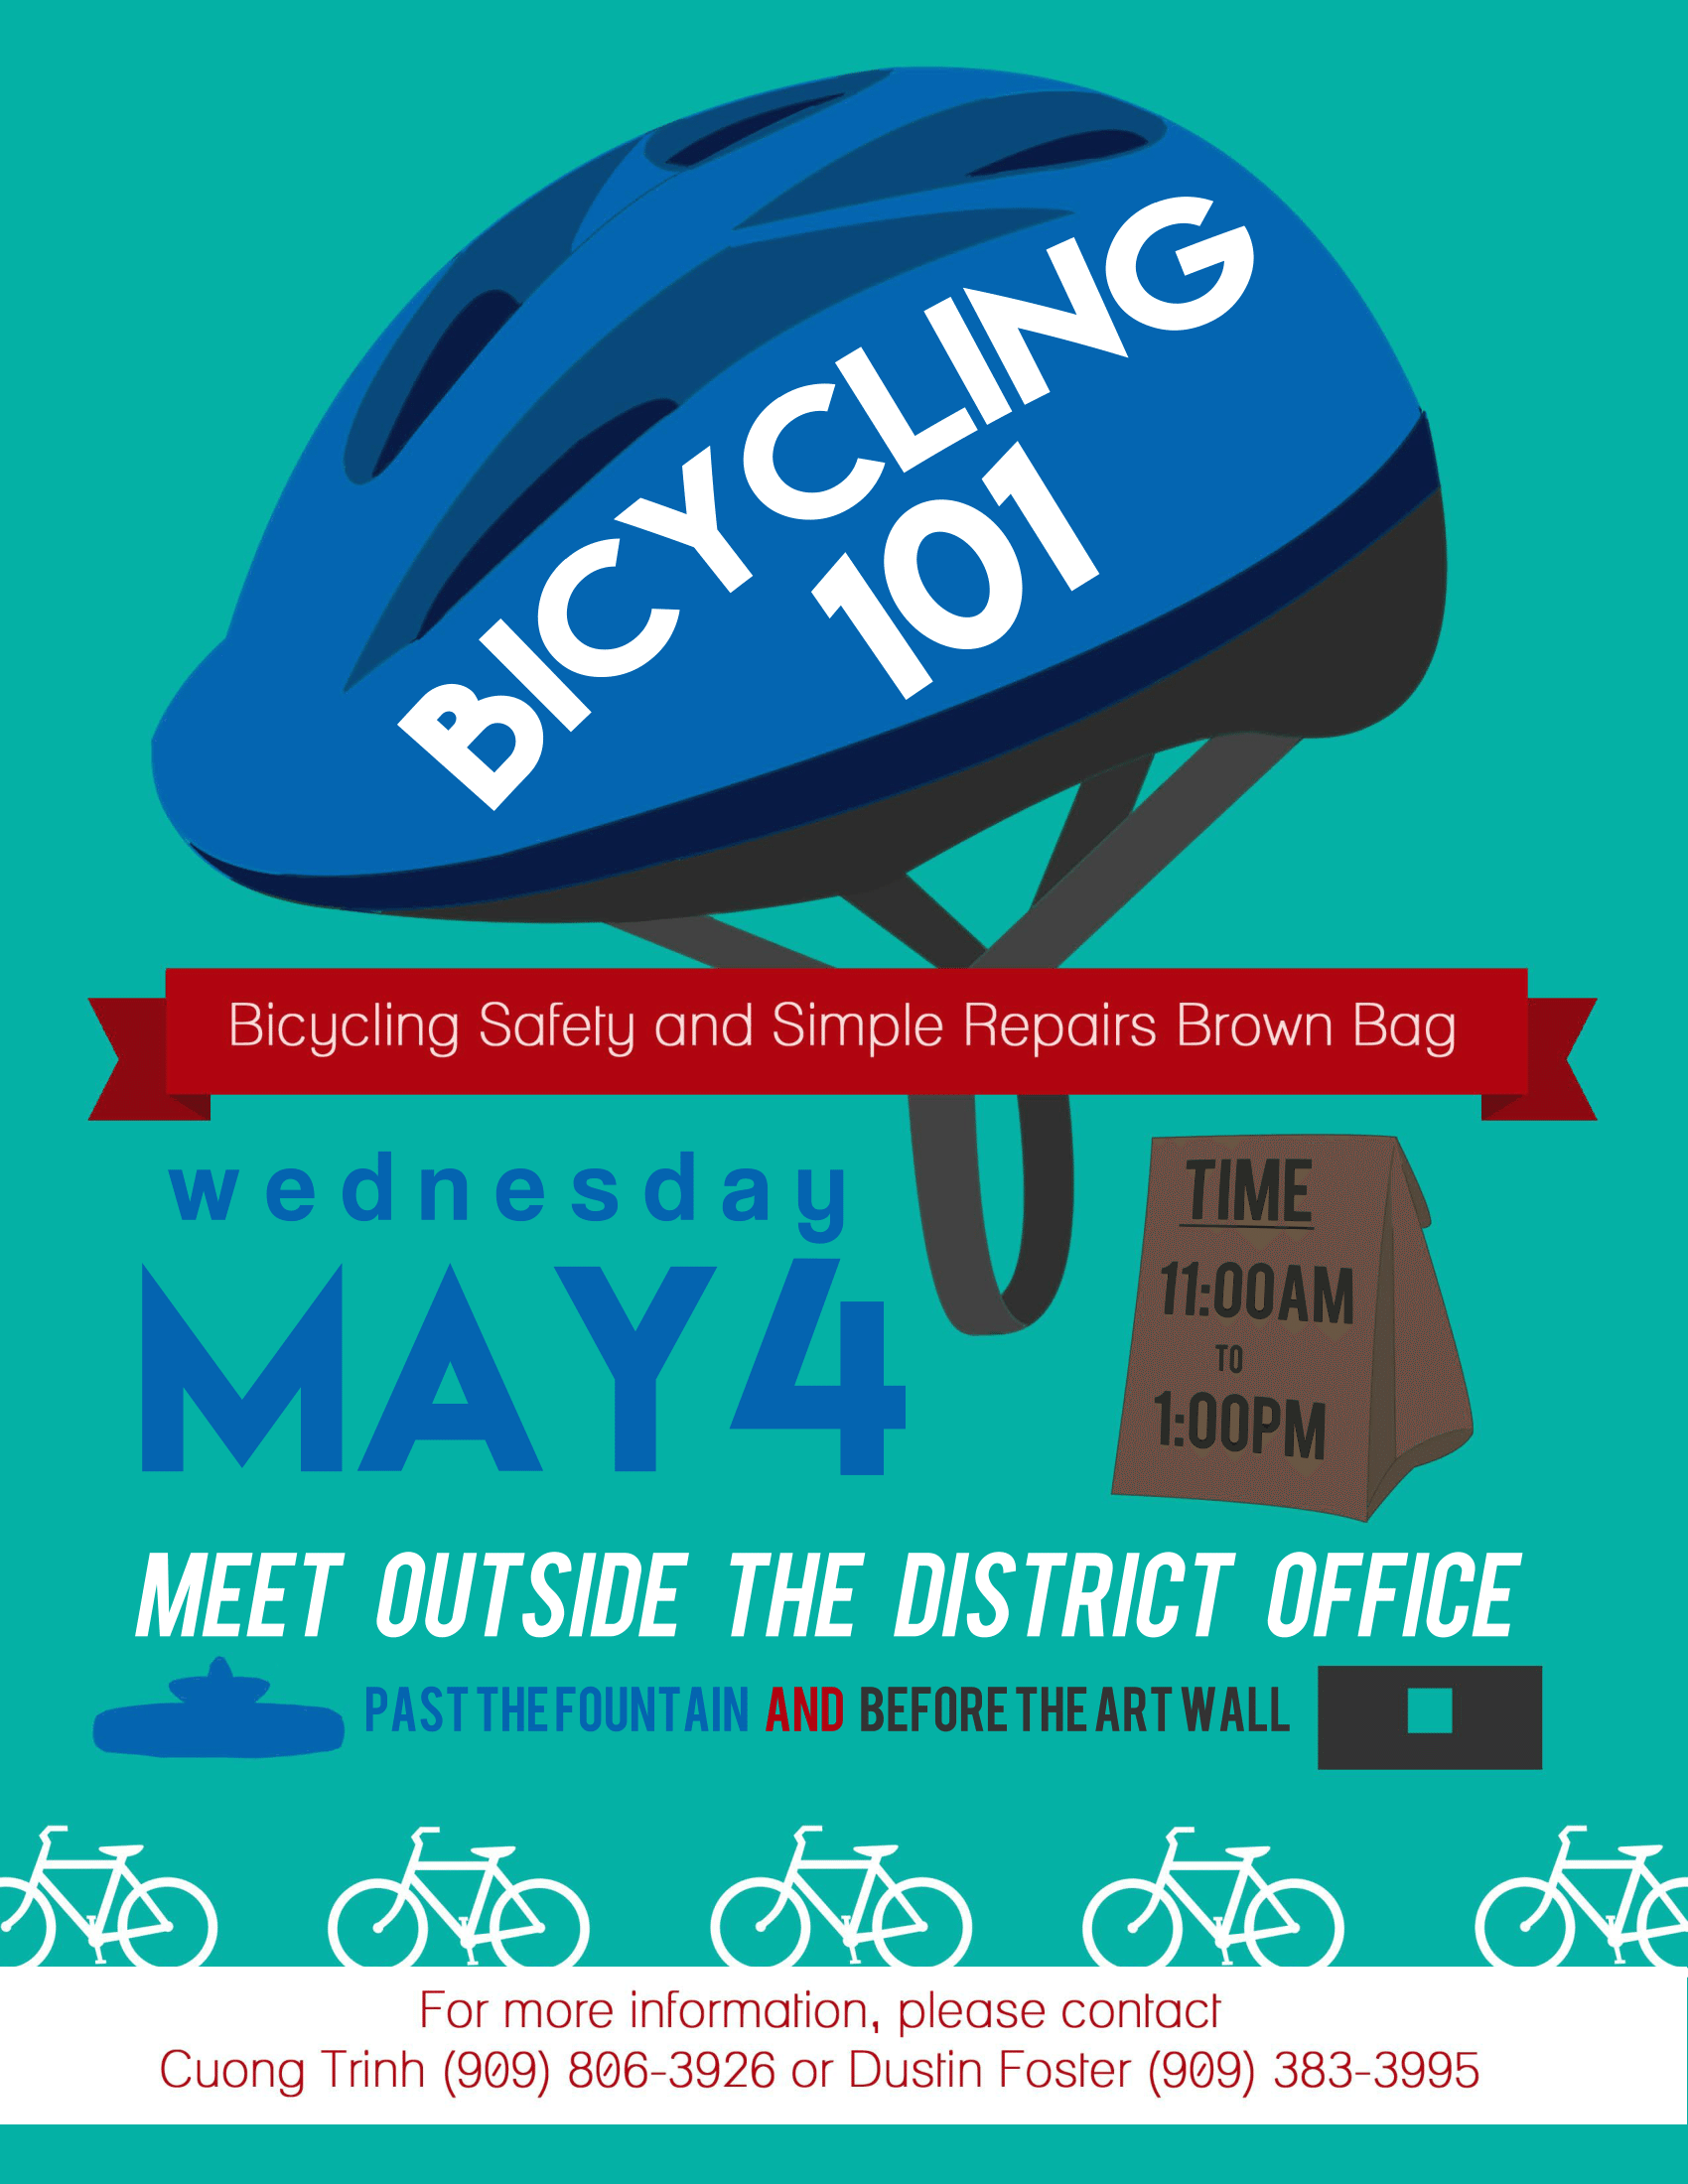 BICYCLING
101
Bicycling Safety and Simple Repairs Brown Bag
wednesday
MAY 4
TIME
11:00AM
TO
1:00PM
MEET OUTSIDE THE DISTRICT OFFICE
PAST THE FOUNTAIN AND BEFORE THE ART WALL
For more information, please contact
Cuong Trinh (909) 806-3926 or Dustin Foster (909) 383-3995